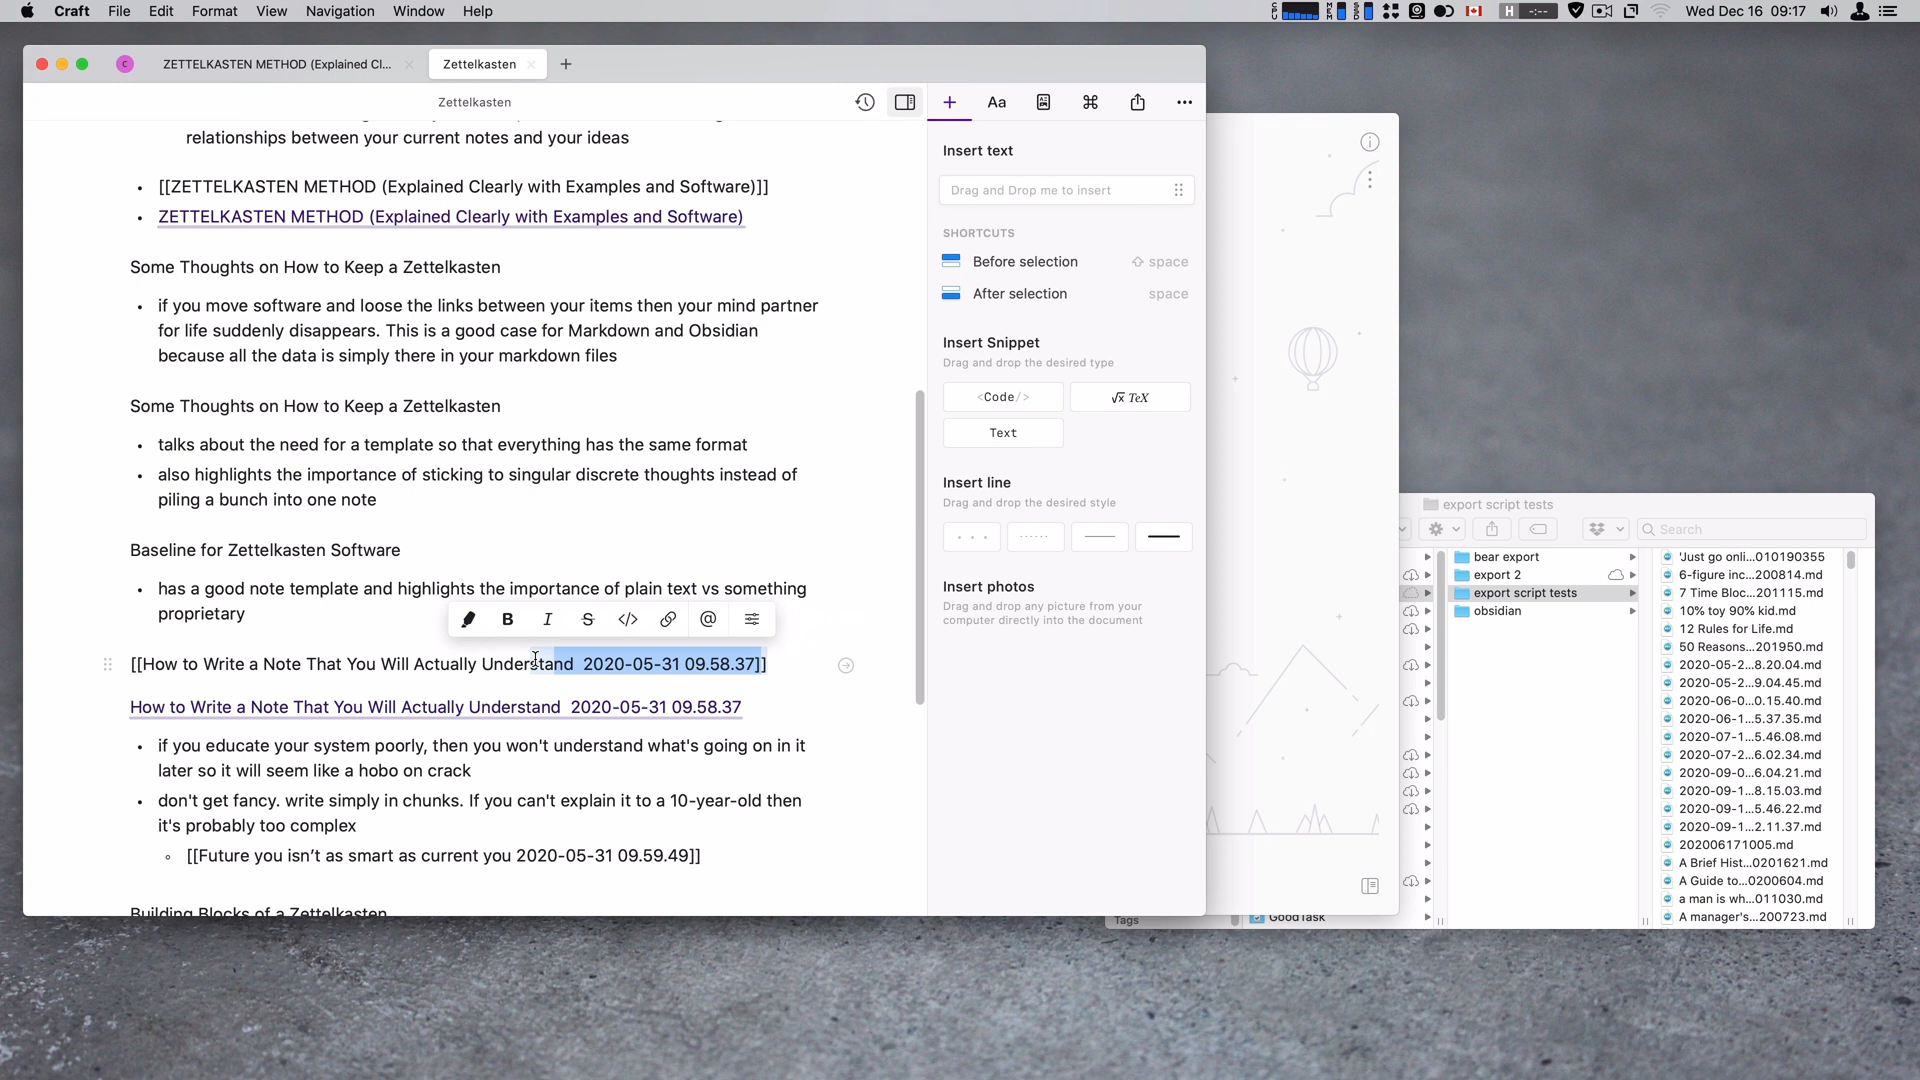 Craft File Edit Format View Navigation Window Help
H -:-- Wed Dec 16 09:17
C ZETTELKASTEN METHOD (Explained Cl... Zettelkasten
Zettelkasten
Aa
relationships between your current notes and your ideas
• [[ZETTELKASTEN METHOD (Explained Clearly with Examples and Software)]]
• ZETTELKASTEN METHOD (Explained Clearly with Examples and Software)
Some Thoughts on How to Keep a Zettelkasten
• if you move software and loose the links between your items then your mind partner
for life suddenly disappears. This is a good case for Markdown and Obsidian
because all the data is simply there in your markdown files
Some Thoughts on How to Keep a Zettelkasten
• talks about the need for a template so that everything has the same format
• also highlights the importance of sticking to singular discrete thoughts instead of
piling a bunch into one note
Baseline for Zettelkasten Software
• has a good note template and highlights the importance of plain text vs something
proprietary
B I S </> @
[[How to Write a Note That You Will Actually Understand  2020-05-31 09.58.37]]
How to Write a Note That You Will Actually Understand  2020-05-31 09.58.37
• if you educate your system poorly, then you won't understand what's going on in it
later so it will seem like a hobo on crack
• don't get fancy. write simply in chunks. If you can't explain it to a 10-year-old then
it's probably too complex
◦ [[Future you isn’t as smart as current you 2020-05-31 09.59.49]]
Building Blocks of a Zettelkasten
Insert text
Drag and Drop me to insert
SHORTCUTS
Before selection space
After selection space
Insert Snippet
Drag and drop the desired type
<Code/> √x TeX
Text
Insert line
Drag and drop the desired style
Insert photos
Drag and drop any picture from your
computer directly into the document
export script tests
Search
bear export
export 2
export script tests
obsidian
'Just go onli...010190355
6-figure inc...200814.md
7 Time Bloc...201115.md
10% toy 90% kid.md
12 Rules for Life.md
50 Reasons...201950.md
2020-05-2...8.20.04.md
2020-05-2...9.04.45.md
2020-06-0...0.15.40.md
2020-06-1...5.37.35.md
2020-07-1...5.46.08.md
2020-07-2...6.02.34.md
2020-09-0...6.04.21.md
2020-09-1...8.15.03.md
2020-09-1...5.46.22.md
2020-09-1...2.11.37.md
202006171005.md
A Brief Hist...0201621.md
A Guide to...0200604.md
a man is wh...011030.md
A manager's...200723.md
Tags
GoodTask